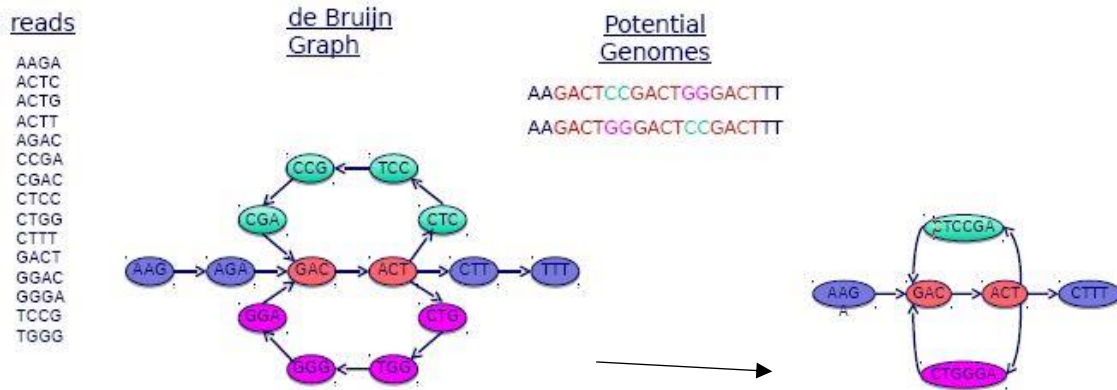 reads
AAGA
ACTC
ACTG
ACTT
AGAC
CCGA
CGAC
CTCC
CTGG
CTTT
GACT
GGAC
GGGA
TCCG
TGGG
de Bruijn
Graph
CCG TCC
CGA CTC
AAG AGA GAC ACT CTT TTT
GGA CTG
GGG TGG
Potential
Genomes
AAGACTCCGACTGGGACTTT
AAGACTGGGACTCCGACTTT
CTCCGA
AAG
A
GAC ACT CTTT
CTGGGA